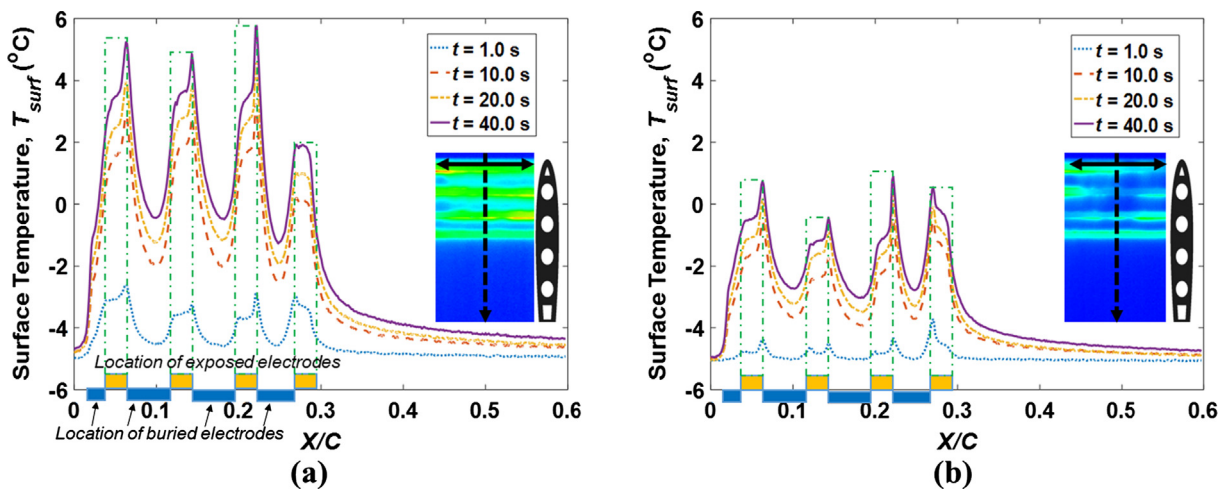 Surface Temperature, T_surf (°C)
6
4
2
0
-2
-4
-6
t = 1.0 s
t = 10.0 s
t = 20.0 s
t = 40.0 s
Location of exposed electrodes
0 0.1 0.2 0.3 0.4 0.5 0.6
Location of buried electrodes
X/C
(a)
Surface Temperature, T_surf (°C)
6
4
2
0
-2
-4
-6
t = 1.0 s
t = 10.0 s
t = 20.0 s
t = 40.0 s
0 0.1 0.2 0.3 0.4 0.5 0.6
X/C
(b)